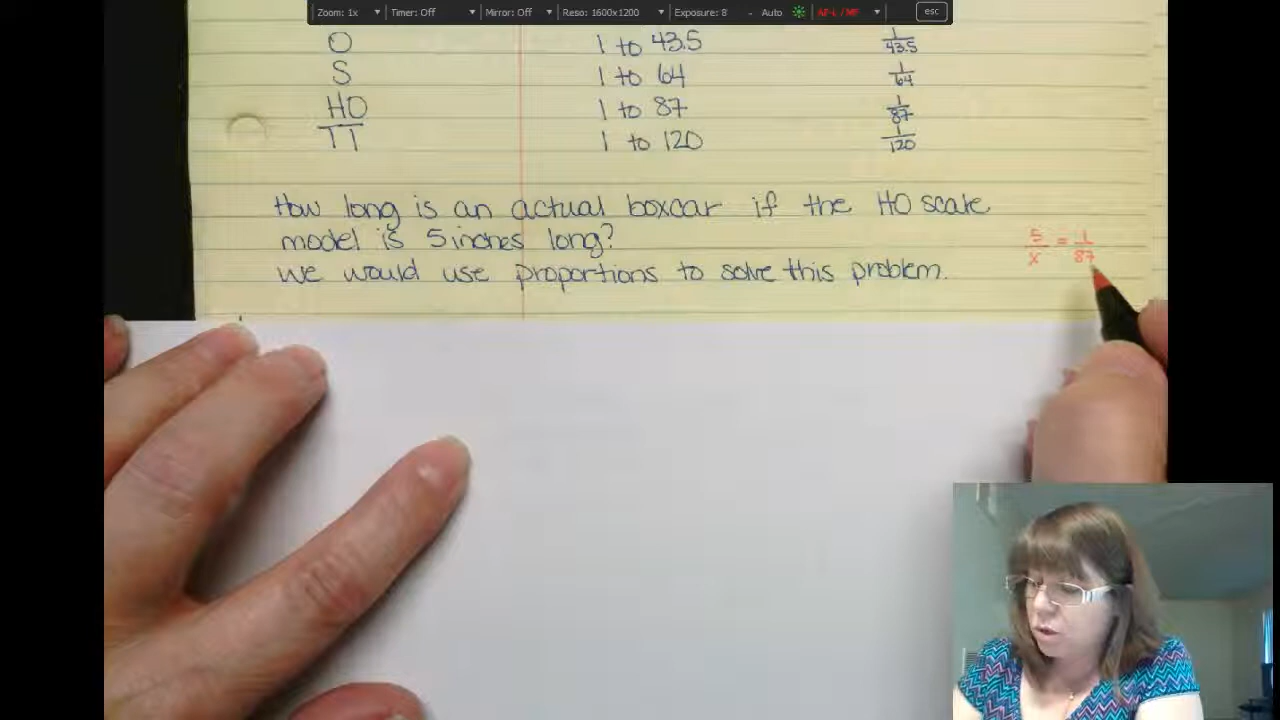 Zoom: 1x Timer: Off Mirror: Off Reso: 1600x1200 Exposure: 8 - Auto AF-L / MF esc
O 1 to 43.5 1/43.5
S 1 to 64 1/64
HO 1 to 87 1/87
TT 1 to 120 1/120
How long is an actual boxcar if the HO scale
model is 5 inches long?
5/x = 1/87
We would use proportions to solve this problem.